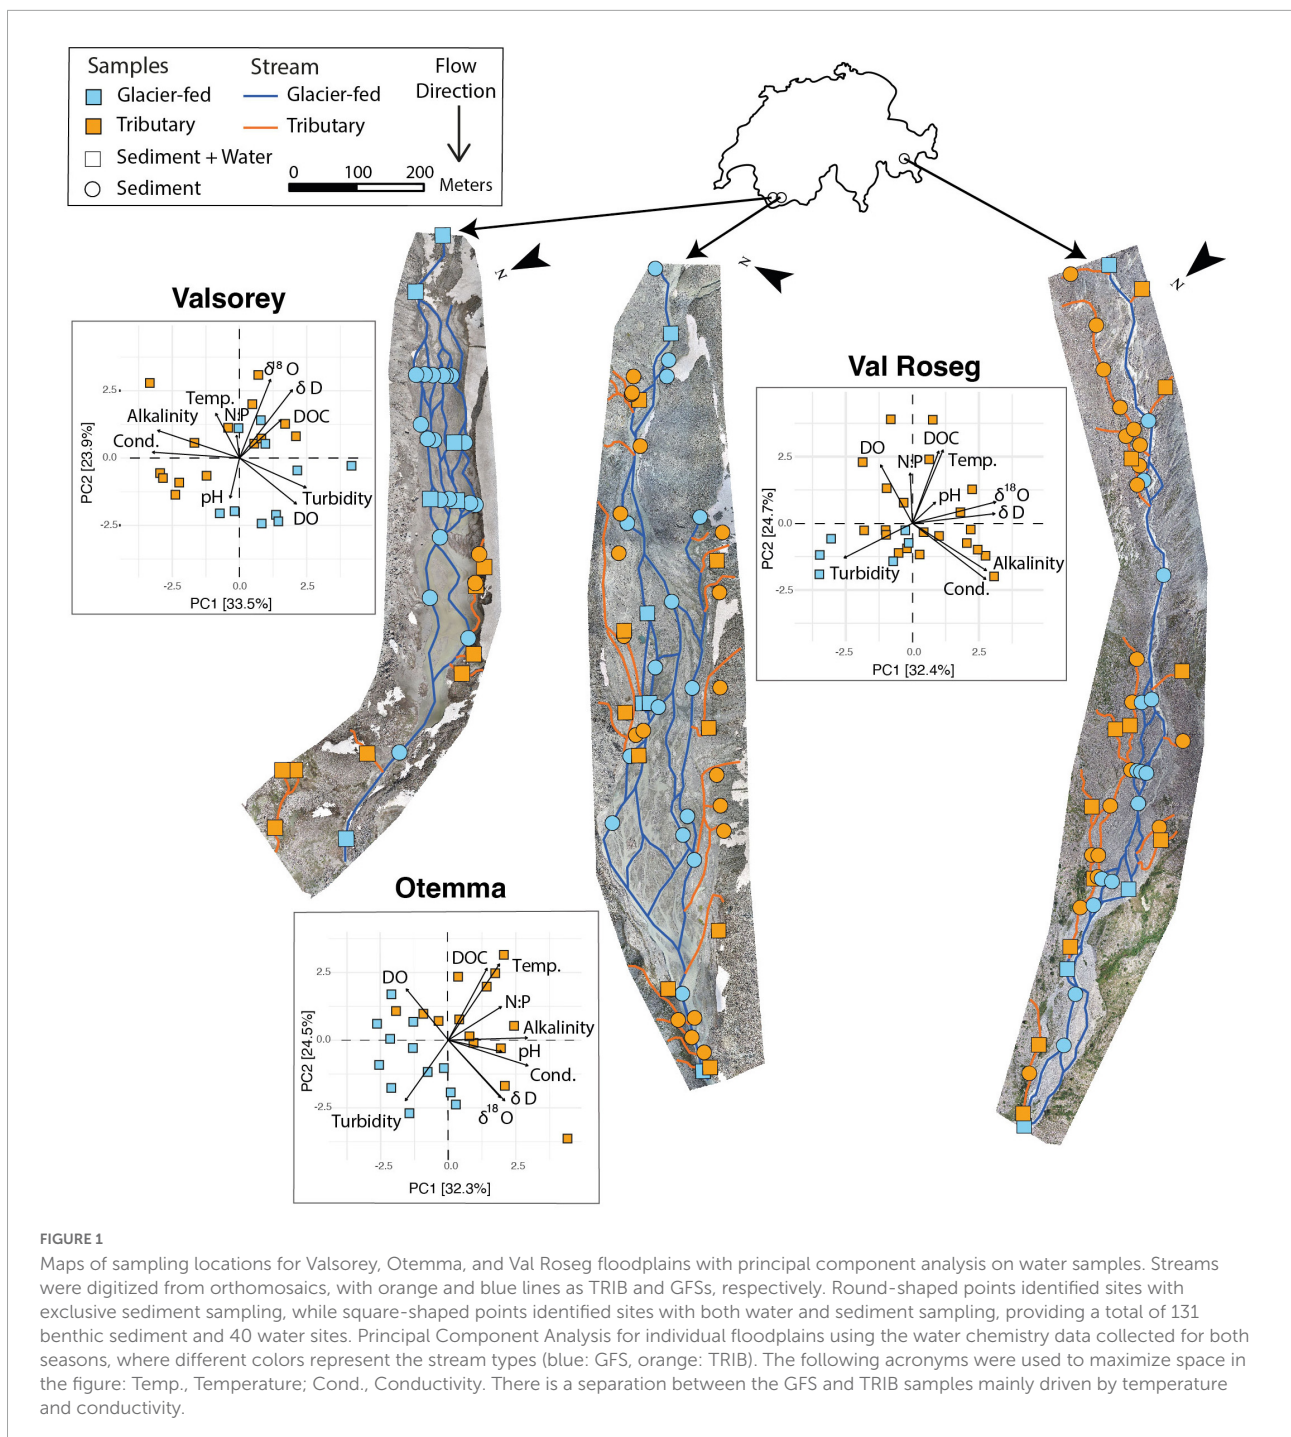 Samples
Stream
Flow
Direction
Glacier-fed
Glacier-fed
Tributary
Tributary
Sediment + Water
Sediment
0 100 200
Meters
N
N
N
Valsorey
δ18 O
δ D
Temp.
N:P
DOC
Alkalinity
Cond.
pH
Turbidity
DO
2.5
0.0
-2.5
PC2 [23.9%]
-2.5 0.0 2.5
PC1 [33.5%]
Val Roseg
DO
DOC
N:P
Temp.
pH
δ18O
δ D
Turbidity
Alkalinity
Cond.
2.5
0.0
-2.5
PC2 [24.7%]
-2.5 0.0 2.5
PC1 [32.4%]
Otemma
DOC
Temp.
DO
N:P
Alkalinity
pH
Cond.
δ D
δ18 O
Turbidity
2.5
0.0
-2.5
PC2 [24.5%]
-2.5 0.0 2.5
PC1 [32.3%]
FIGURE 1
Maps of sampling locations for Valsorey, Otemma, and Val Roseg floodplains with principal component analysis on water samples. Streams
were digitized from orthomosaics, with orange and blue lines as TRIB and GFSs, respectively. Round-shaped points identified sites with
exclusive sediment sampling, while square-shaped points identified sites with both water and sediment sampling, providing a total of 131
benthic sediment and 40 water sites. Principal Component Analysis for individual floodplains using the water chemistry data collected for both
seasons, where different colors represent the stream types (blue: GFS, orange: TRIB). The following acronyms were used to maximize space in
the figure: Temp., Temperature; Cond., Conductivity. There is a separation between the GFS and TRIB samples mainly driven by temperature
and conductivity.